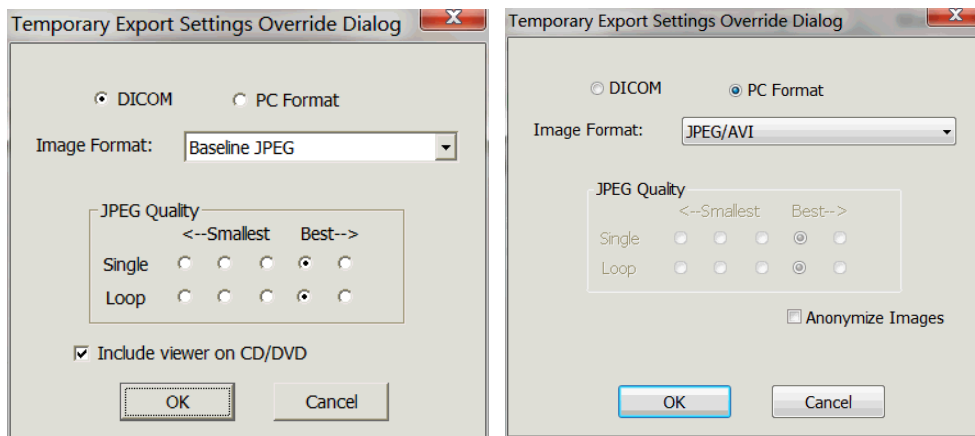 Temporary Export Settings Override Dialog
DICOM PC Format
Image Format: Baseline JPEG
JPEG Quality
<--Smallest Best-->
Single
Loop
Include viewer on CD/DVD
OK Cancel
Temporary Export Settings Override Dialog
DICOM PC Format
Image Format: JPEG/AVI
JPEG Quality
<--Smallest Best-->
Single
Loop
Anonymize Images
OK Cancel